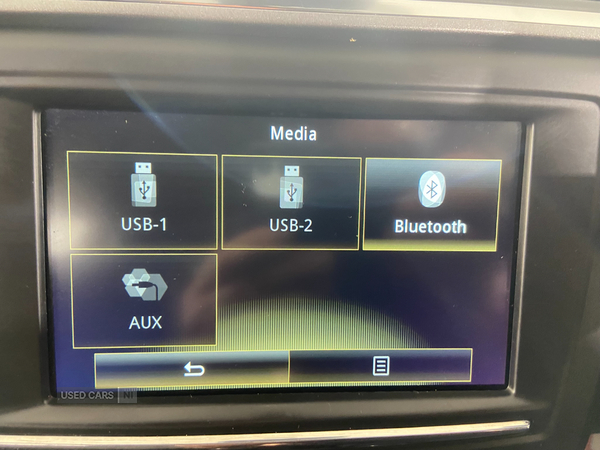 Media
USB-1
USB-2
Bluetooth
AUX
USED CARS NI